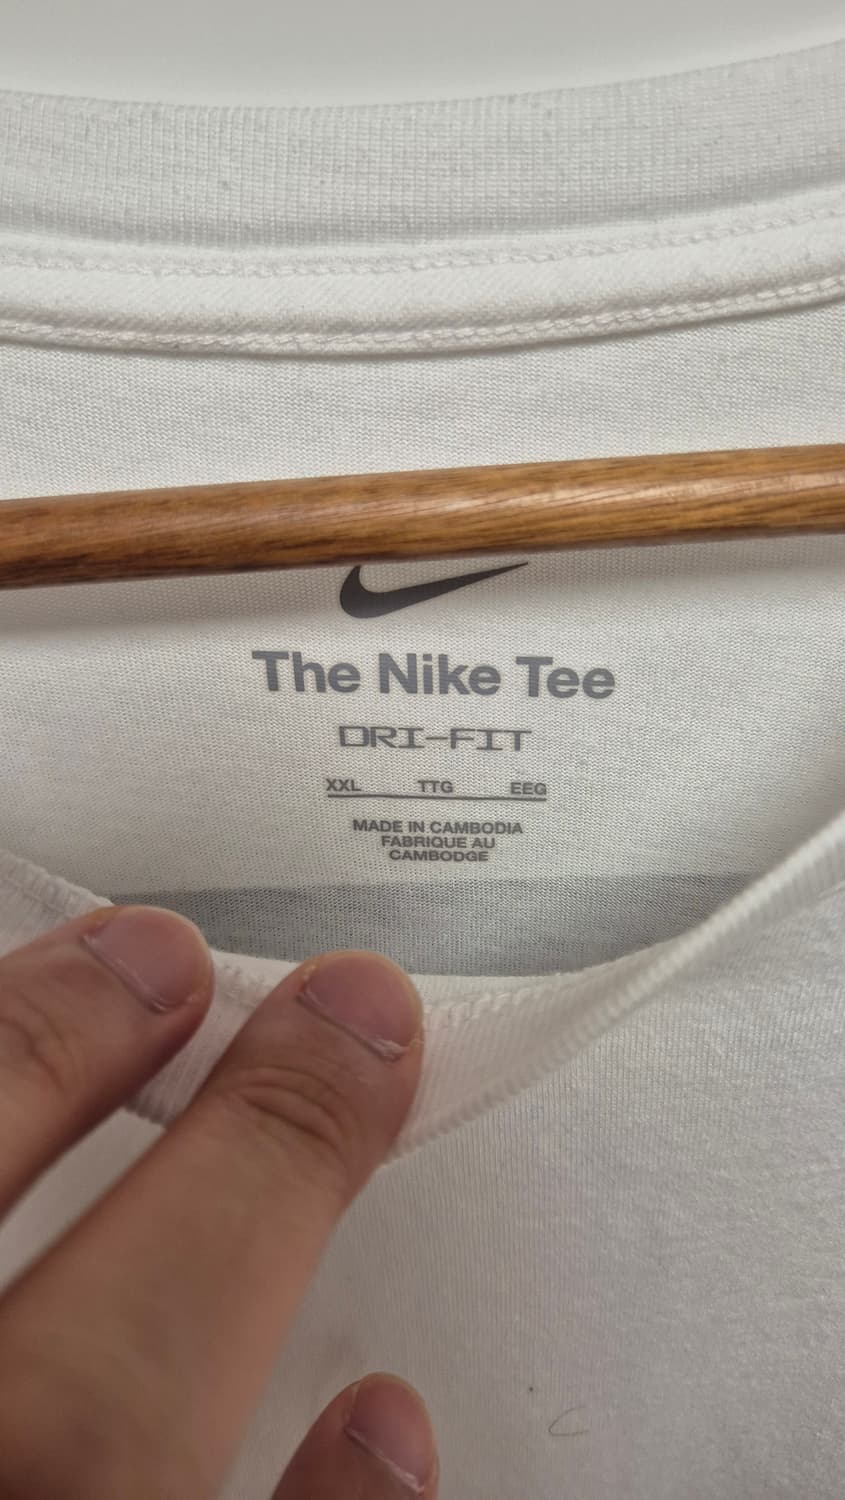 The Nike Tee
DRI-FIT
XXL TTG EEG
MADE IN CAMBODIA
FABRIQUE AU
CAMBODGE